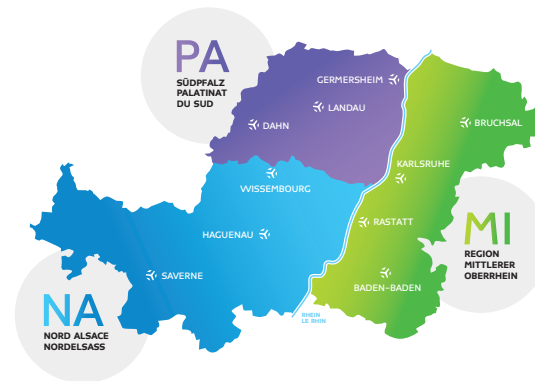 PA
SÜDPFALZ
PALATINAT
DU SUD
GERMERSHEIM
LANDAU
DAHN
BRUCHSAL
KARLSRUHE
WISSEMBOURG
RASTATT
HAGUENAU
SAVERNE
BADEN-BADEN
MI
REGION
MITTLERER
OBERRHEIN
NA
NORD ALSACE
NORDELSASS
RHEIN
LE RHIN